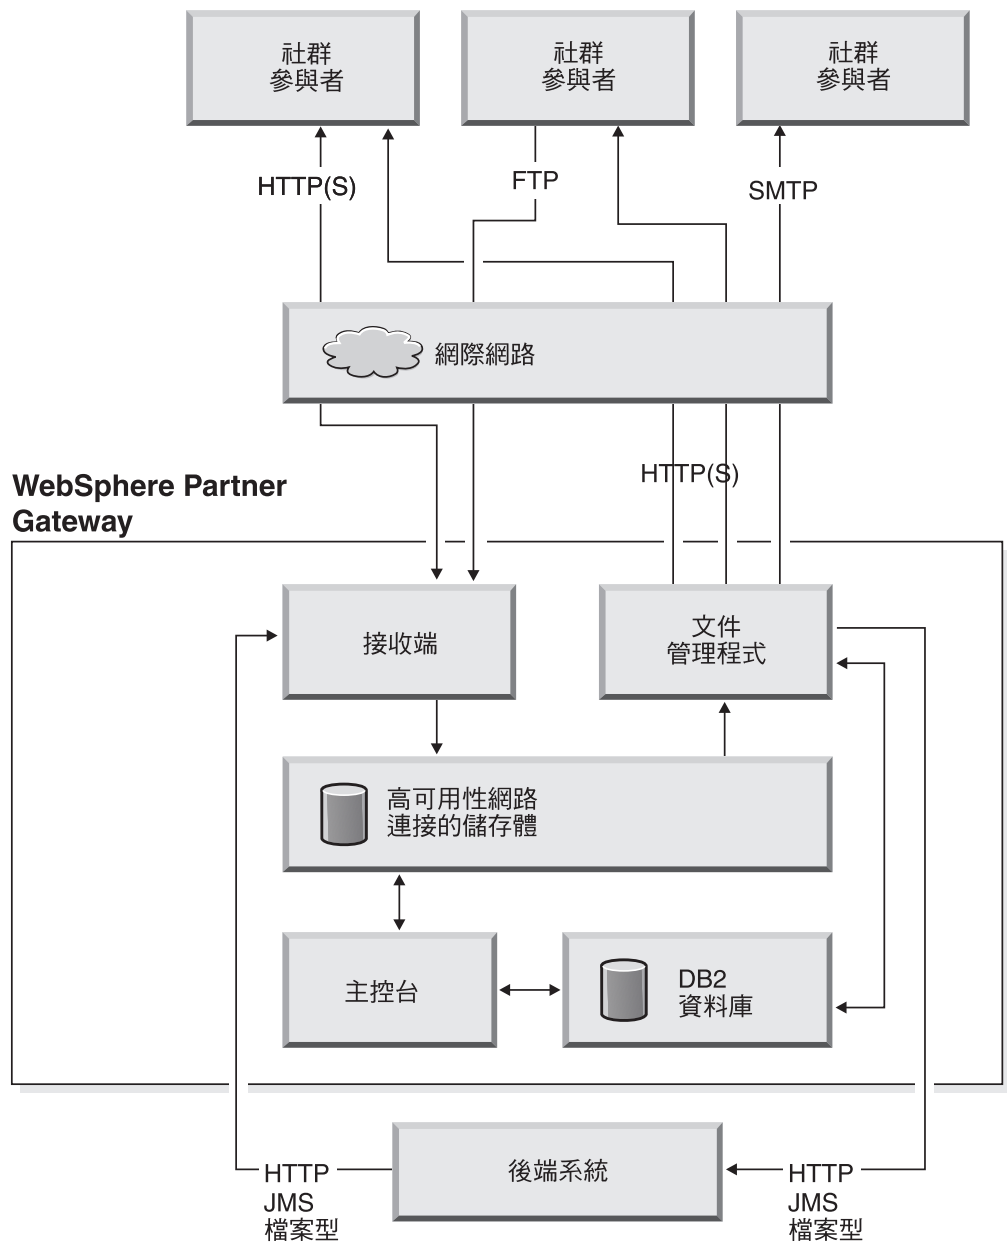 社群
參與者
社群
參與者
社群
參與者
HTTP(S)
FTP
SMTP
網際網路
HTTP(S)
WebSphere Partner
Gateway
接收端
文件
管理程式
高可用性網路
連接的儲存體
主控台
DB2
資料庫
後端系統
HTTP
JMS
檔案型
HTTP
JMS
檔案型